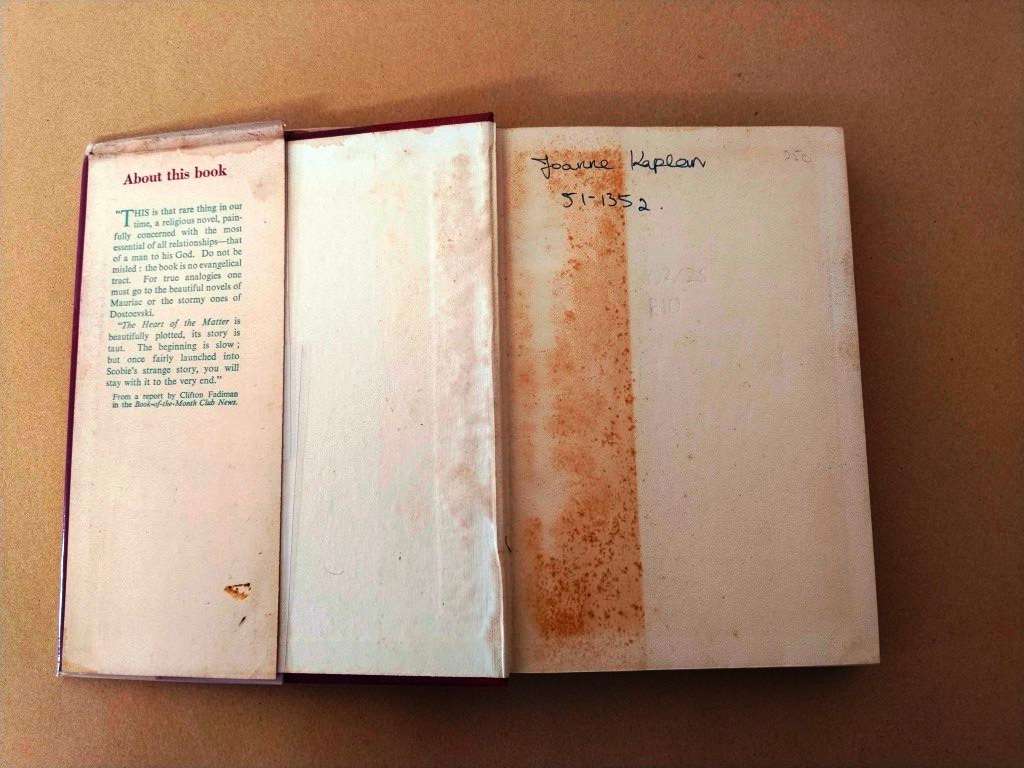 About this book
"THIS is that rare thing in our
time, a religious novel, pain-
fully concerned with the most
essential of all relationships—that
of a man to his God. Do not be
misled : the book is no evangelical
tract. For true analogies one
must go to the beautiful novels of
Mauriac or the stormy ones of
Dostoevski.
"The Heart of the Matter is
beautifully plotted, its story is
taut. The beginning is slow ;
but once fairly launched into
Scobie's strange story, you will
stay with it to the very end."
From a report by Clifton Fadiman
in the Book-of-the-Month Club News.
Joanne Kaplan
51-1352.